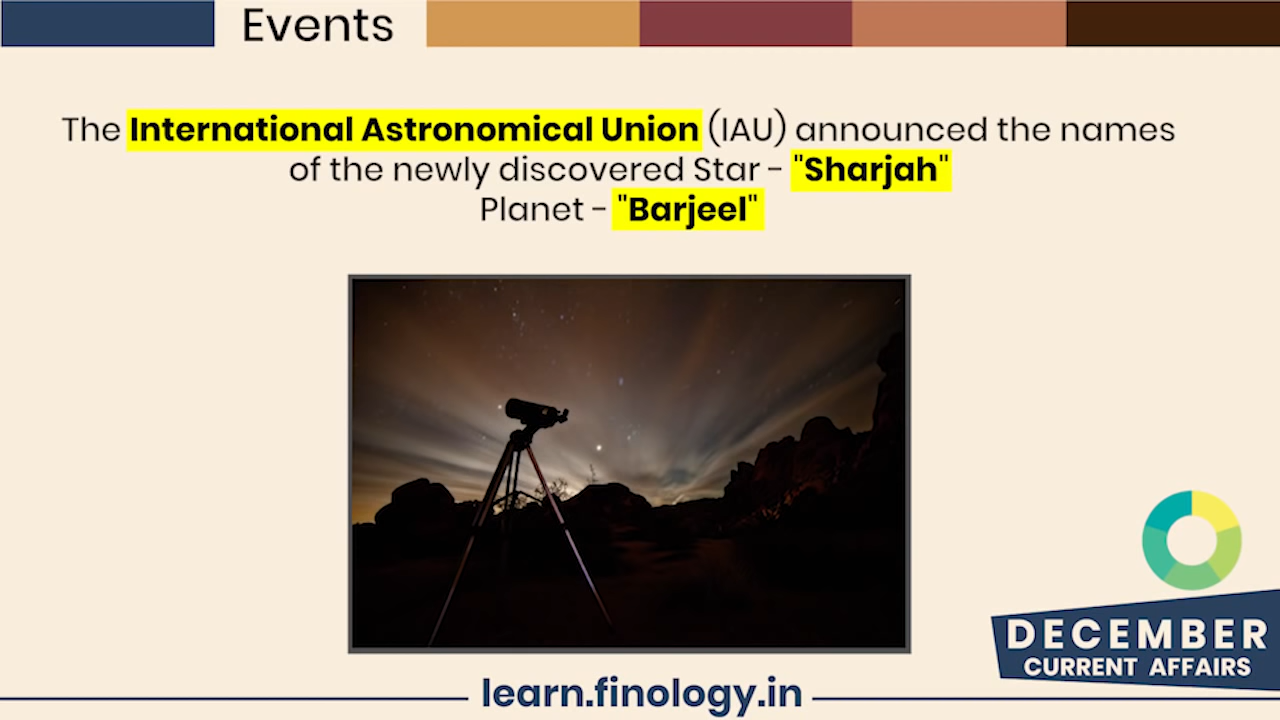 Events
The International Astronomical Union (IAU) announced the names
of the newly discovered Star - "Sharjah"
Planet - "Barjeel"
DECEMBER
CURRENT AFFAIRS
learn.finology.in